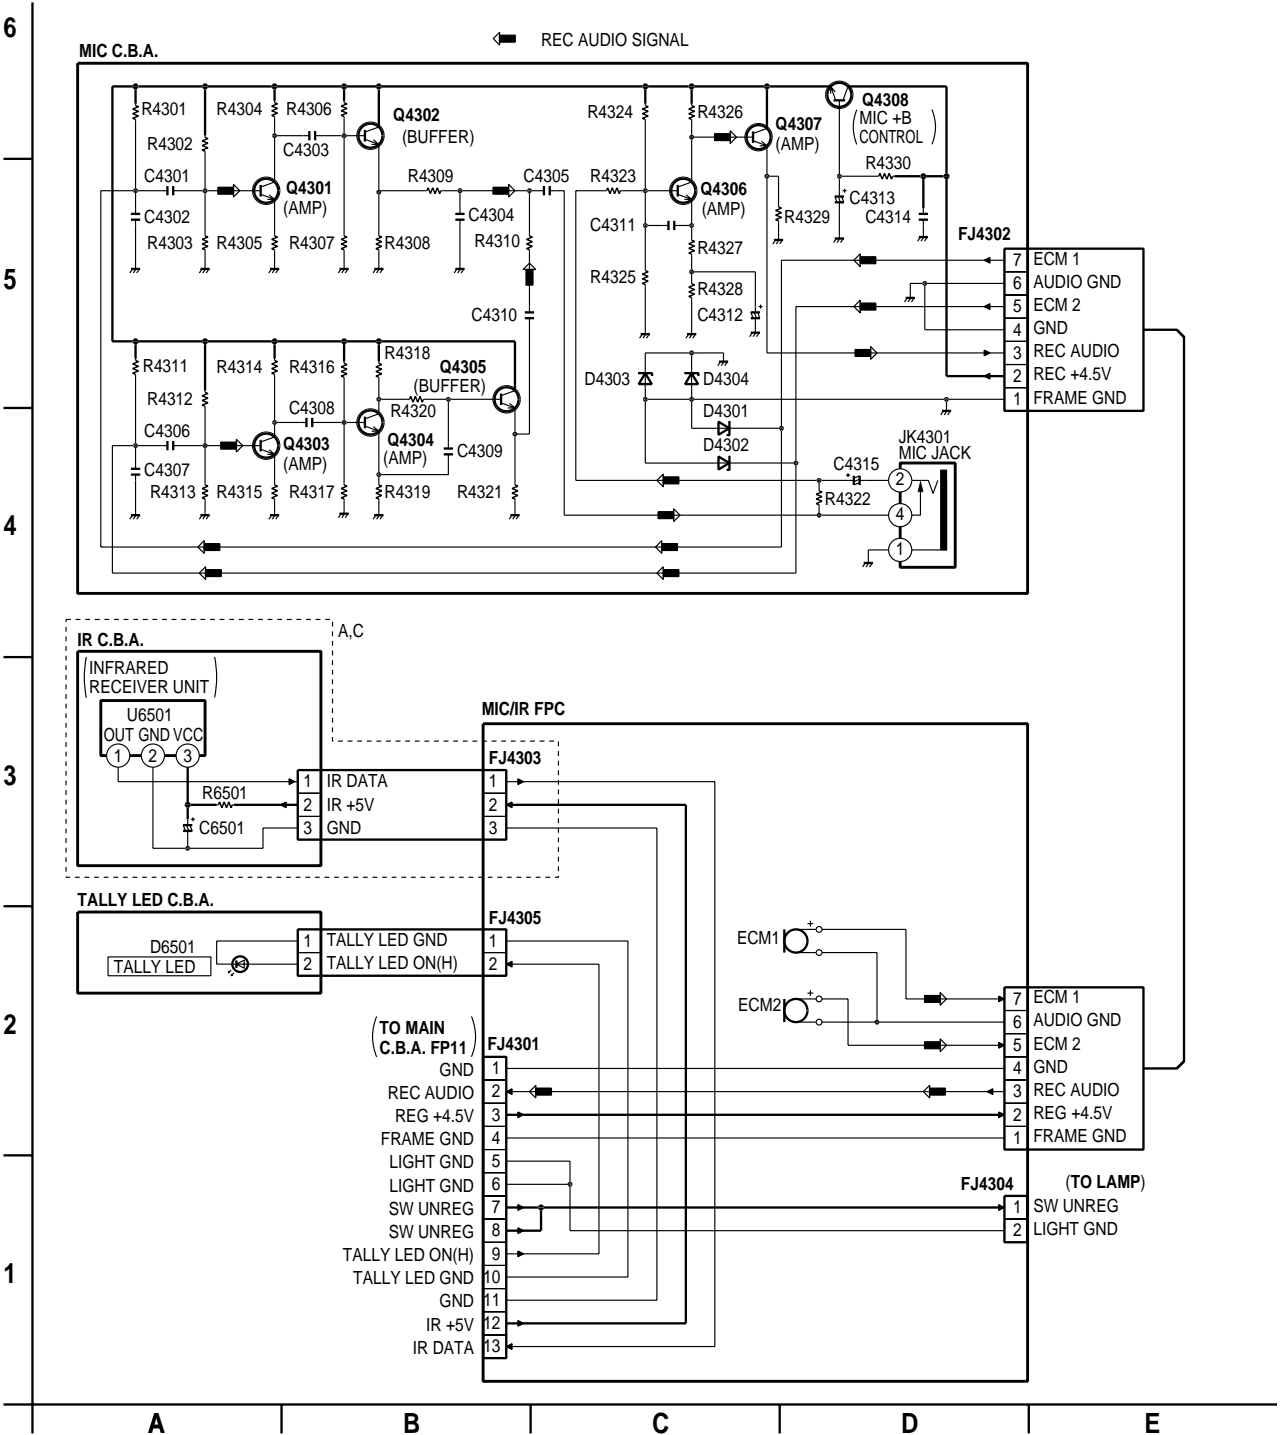 6
REC AUDIO SIGNAL
MIC C.B.A.
R4301
R4304
R4306
Q4302
(BUFFER)
R4324
R4326
Q4307
(AMP)
Q4308
(MIC +B
CONTROL)
R4302
C4303
R4330
C4301
R4309
C4305
R4323
Q4301
(AMP)
Q4306
(AMP)
C4313
C4302
C4304
C4311
R4329
C4314
R4303
R4305
R4307
R4308
R4310
R4327
FJ4302
5
R4325
R4328
C4310
C4312
7 ECM 1
6 AUDIO GND
5 ECM 2
4 GND
3 REC AUDIO
2 REC +4.5V
1 FRAME GND
R4311
R4314
R4316
R4318
Q4305
(BUFFER)
D4303
D4304
R4312
C4308
R4320
D4301
C4306
Q4303
(AMP)
Q4304
(AMP)
C4309
D4302
JK4301
MIC JACK
C4307
C4315
2
R4313
R4315
R4317
R4319
R4321
R4322
4
4
1
A,C
IR C.B.A.
(INFRARED
RECEIVER UNIT)
U6501
OUT GND VCC
1 2 3
MIC/IR FPC
3
FJ4303
1 IR DATA 1
R6501
2 IR +5V 2
C6501
3 GND 3
TALLY LED C.B.A.
FJ4305
D6501
TALLY LED
1 TALLY LED GND 1
2 TALLY LED ON(H) 2
ECM1
+
ECM2
+
2
7 ECM 1
6 AUDIO GND
5 ECM 2
4 GND
3 REC AUDIO
2 REG +4.5V
1 FRAME GND
(TO MAIN
C.B.A. FP11)
FJ4301
GND 1
REC AUDIO 2
REG +4.5V 3
FRAME GND 4
LIGHT GND 5
LIGHT GND 6
SW UNREG 7
SW UNREG 8
TALLY LED ON(H) 9
TALLY LED GND 10
GND 11
IR +5V 12
IR DATA 13
FJ4304
(TO LAMP)
1 SW UNREG
2 LIGHT GND
1
A B C D E